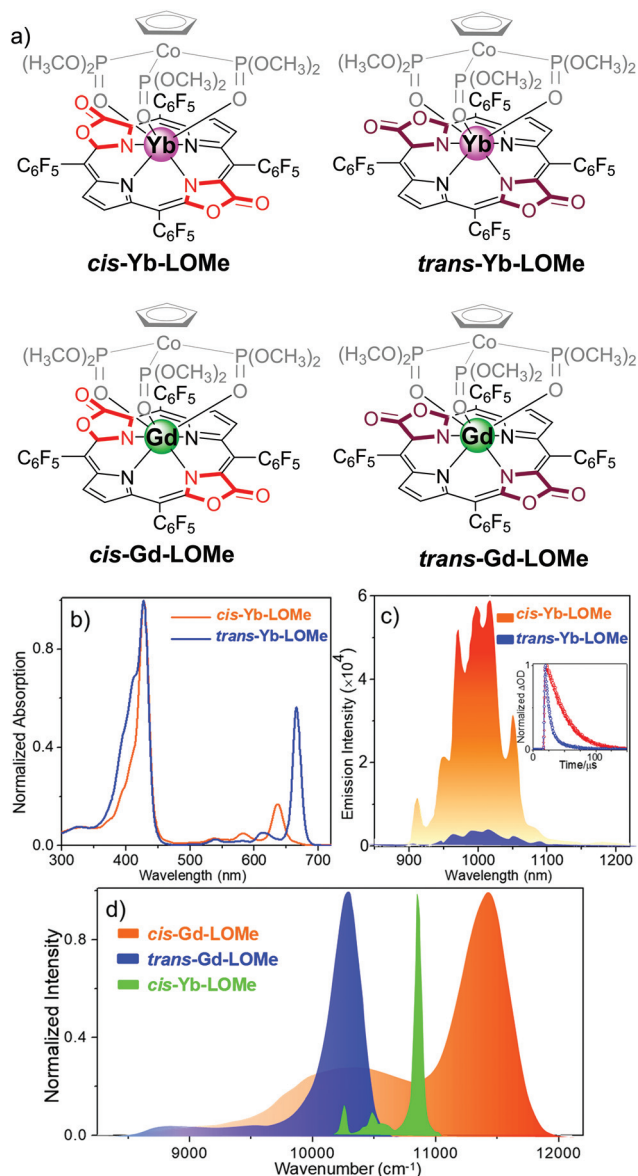 a)
Co
(H3CO)2P
P(OCH3)2
P(OCH3)2
O
O
O
C6F5
O
O
N
Yb
N
C6F5
C6F5
N
N
O
O
C6F5
cis-Yb-LOMe
Co
(H3CO)2P
P(OCH3)2
P(OCH3)2
O
O
O
C6F5
O
O
N
Yb
N
C6F5
C6F5
N
N
O
O
C6F5
trans-Yb-LOMe
Co
(H3CO)2P
P(OCH3)2
P(OCH3)2
O
O
O
C6F5
O
O
N
Gd
N
C6F5
C6F5
N
N
O
O
C6F5
cis-Gd-LOMe
Co
(H3CO)2P
P(OCH3)2
P(OCH3)2
O
O
O
C6F5
O
O
N
Gd
N
C6F5
C6F5
N
N
O
O
C6F5
trans-Gd-LOMe
b)
cis-Yb-LOMe
trans-Yb-LOMe
Normalized Absorption
0.8
0.4
0.0
300 400 500 600 700
Wavelength (nm)
c)
cis-Yb-LOMe
trans-Yb-LOMe
Emission Intensity (×10⁴)
6
4
2
0
900 1000 1100 1200
Wavelength (nm)
Normalized ΔOD
1
0
0 100
Time/μs
d)
cis-Gd-LOMe
trans-Gd-LOMe
cis-Yb-LOMe
Normalized Intensity
0.8
0.4
0.0
9000 10000 11000 12000
Wavenumber (cm⁻¹)